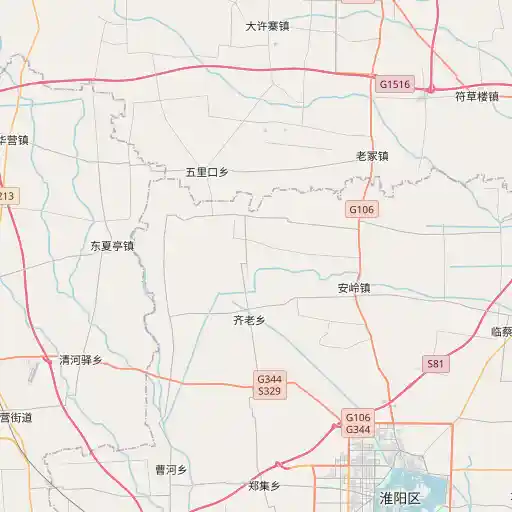 大许寨镇
G1516
符草楼镇
华营镇
老冢镇
五里口乡
213
G106
东夏亭镇
安岭镇
齐老乡
临蔡
清河驿乡
S81
G344
S329
营街道
G106
G344
曹河乡
郑集乡
淮阳区